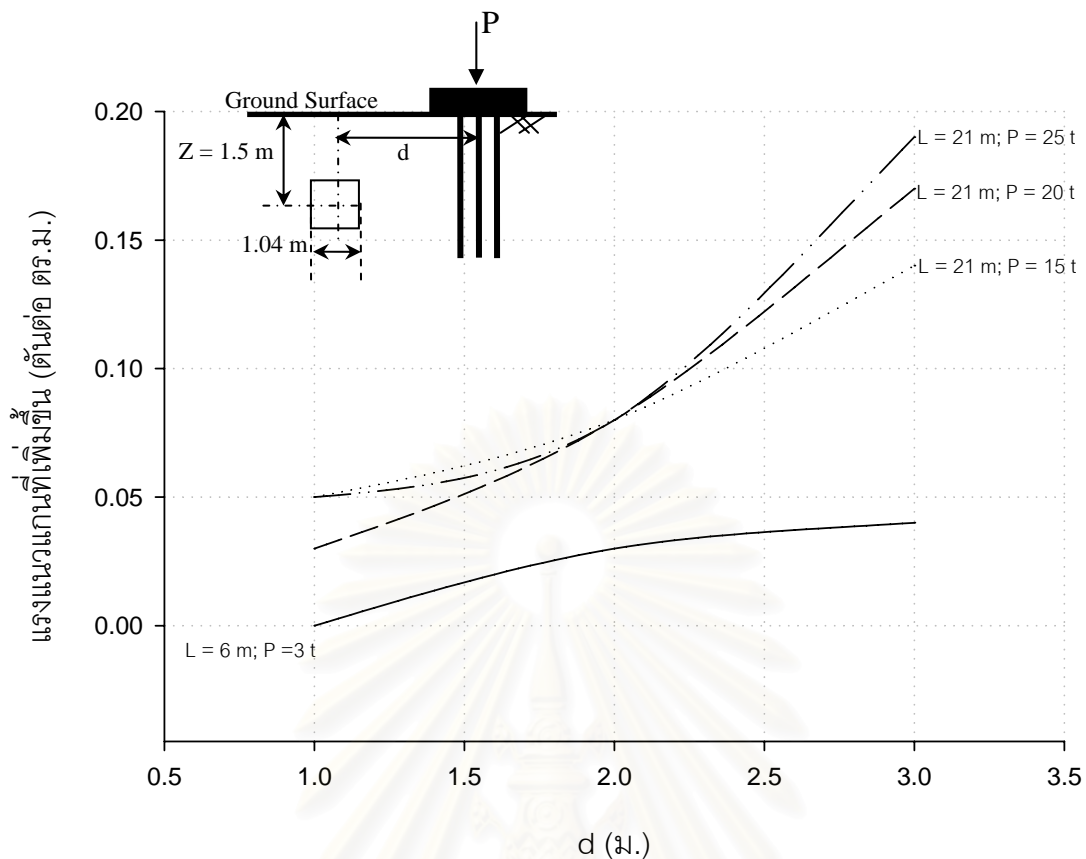 P
Ground Surface
Z = 1.5 m
d
1.04 m
L = 21 m; P = 25 t
L = 21 m; P = 20 t
L = 21 m; P = 15 t
L = 6 m; P =3 t
แรงแนวแกนที่เพิ่มขึ้น (ตันต่อ ตร.ม.)
0.20
0.15
0.10
0.05
0.00
0.5 1.0 1.5 2.0 2.5 3.0 3.5
d (ม.)